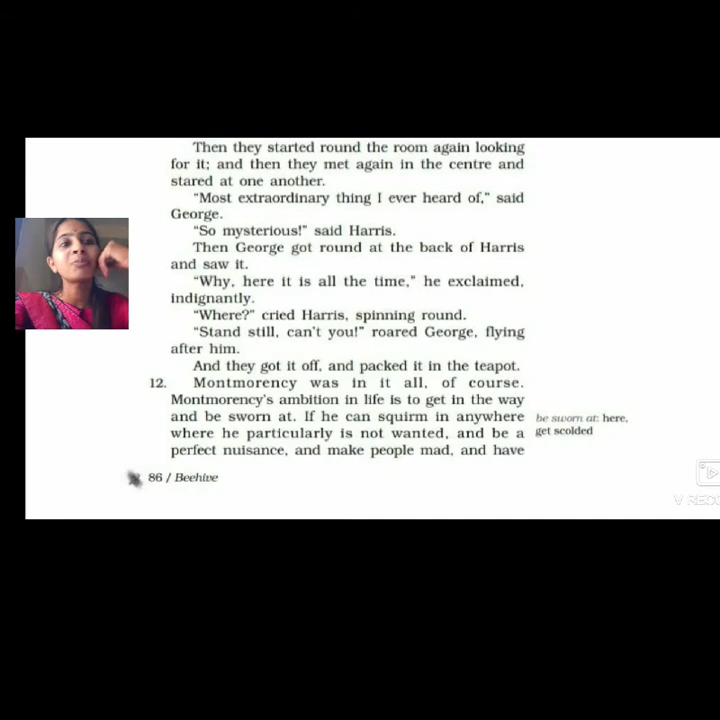 Then they started round the room again looking
for it; and then they met again in the centre and
stared at one another.
“Most extraordinary thing I ever heard of,” said
George.
“So mysterious!” said Harris.
Then George got round at the back of Harris
and saw it.
“Why, here it is all the time,” he exclaimed,
indignantly.
“Where?” cried Harris, spinning round.
“Stand still, can't you!” roared George, flying
after him.
And they got it off, and packed it in the teapot.
12. Montmorency was in it all, of course.
Montmorency's ambition in life is to get in the way
and be sworn at. If he can squirm in anywhere
where he particularly is not wanted, and be a
perfect nuisance, and make people mad, and have
be sworn at: here,
get scolded
86 / Beehive
V RECO